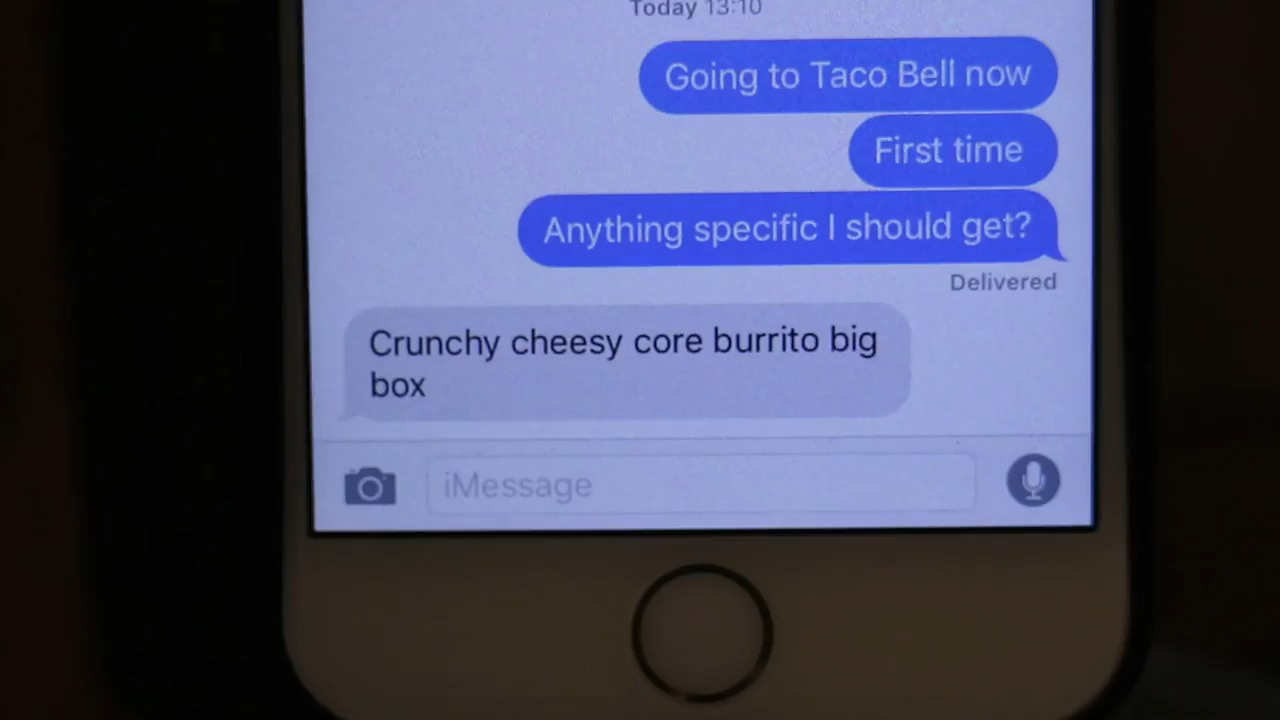 Today 13:10
Going to Taco Bell now
First time
Anything specific I should get?
Delivered
Crunchy cheesy core burrito big
box
iMessage